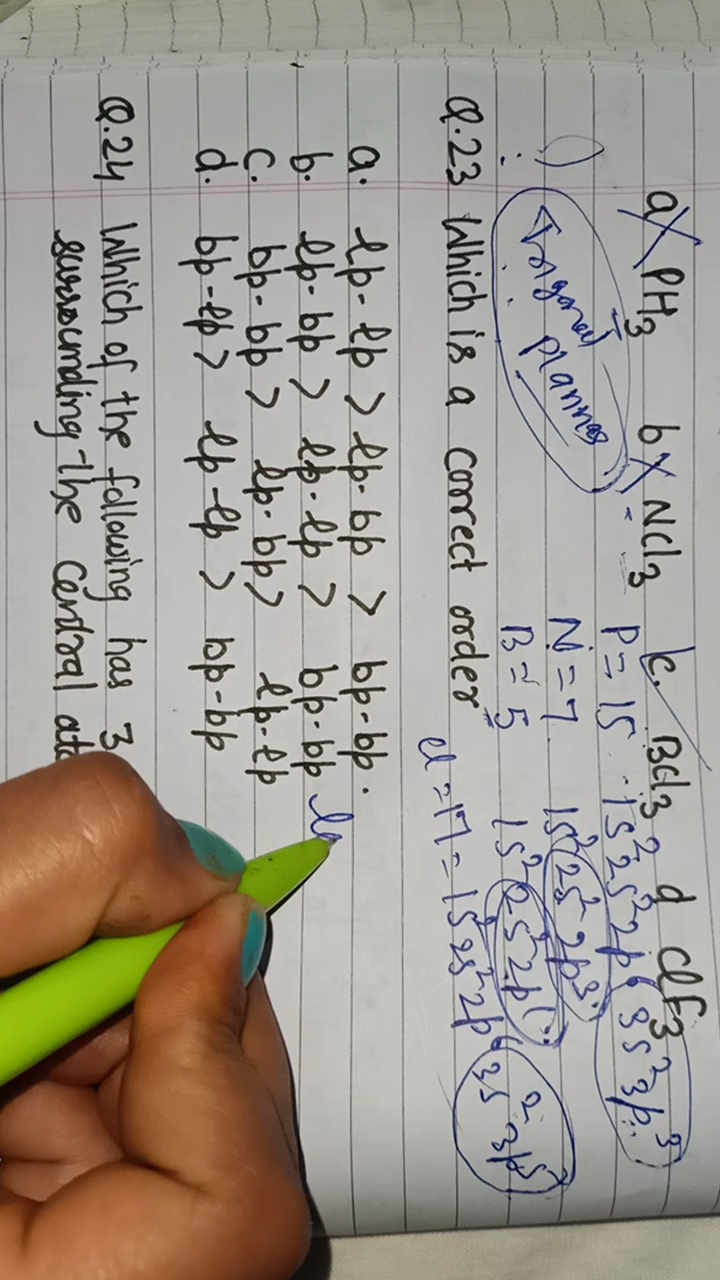 a PH3 b NCl3 c. BCl3 d ClF3
P = 15 1s² 2s² 2p⁶ 3s² 3p³
N = 7 1s² 2s² 2p³
B = 5 1s² 2s² 2p¹
Cl = 17 = 1s² 2s² 2p⁶ 3s² 3p⁵
Q.23 Which is a correct order
a. lp-lp > lp-bp > bp-bp.
b. lp-bp > lp-lp > bp-bp
c. bp-bp > lp-bp > lp-lp
d. bp-lp > lp-lp > bp-bp
Q.24 Which of the following has 3
surrounding the central